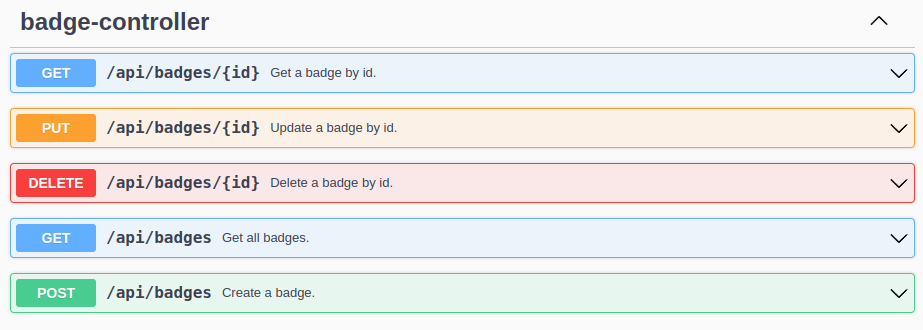 badge-controller
GET /api/badges/{id} Get a badge by id.
PUT /api/badges/{id} Update a badge by id.
DELETE /api/badges/{id} Delete a badge by id.
GET /api/badges Get all badges.
POST /api/badges Create a badge.